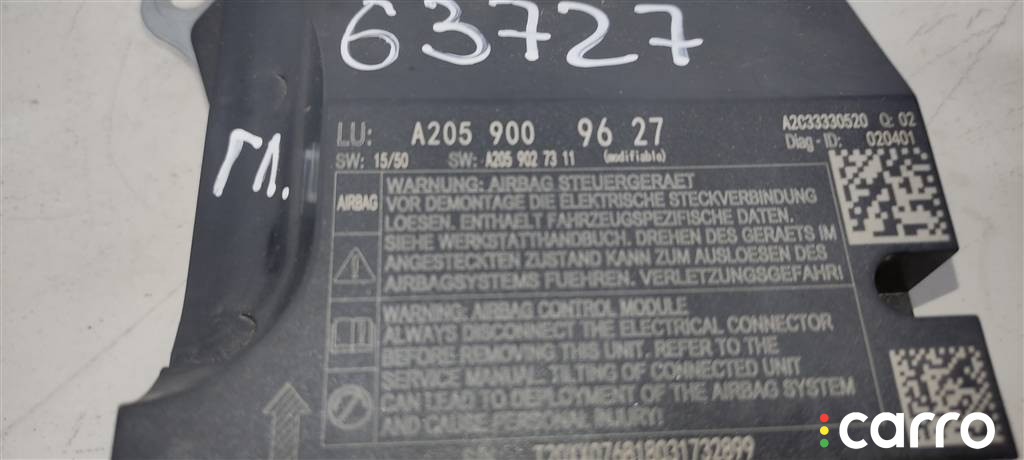 63727
ГЛ.
LU: A205 900 96 27
SW: 15/50 SW: A205 902 73 11 (modifiable)
A2C33330520 Q: 02
Diag-ID: 020401
AIRBAG
WARNUNG: AIRBAG STEUERGERAET
VOR DEMONTAGE DIE ELEKTRISCHE STECKVERBINDUNG
LOESEN. ENTHAELT FAHRZEUGSPEZIFISCHE DATEN.
SIEHE WERKSTATTHANDBUCH. DREHEN DES GERAETS IM
ANGESTECKTEN ZUSTAND KANN ZUM AUSLOESEN DES
AIRBAGSYSTEMS FUEHREN. VERLETZUNGSGEFAHR!
WARNING: AIRBAG CONTROL MODULE.
ALWAYS DISCONNECT THE ELECTRICAL CONNECTOR
BEFORE REMOVING THIS UNIT. REFER TO THE
SERVICE MANUAL. TILTING OF CONNECTED UNIT
CAN LEAD TO DEPLOYMENT OF THE AIRBAG SYSTEM
AND CAUSE PERSONAL INJURY!
carro